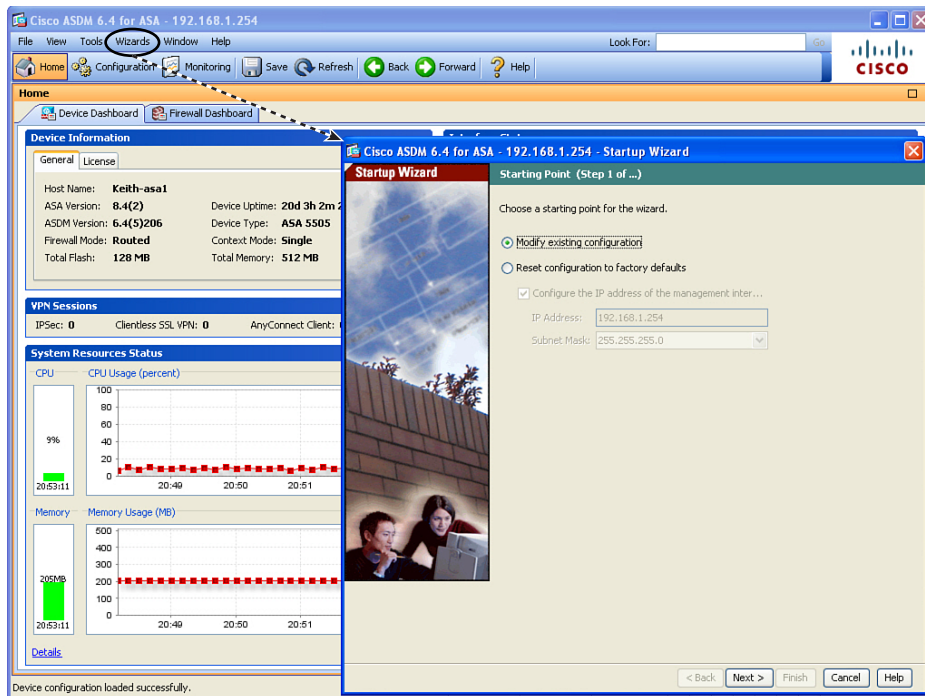 Cisco ASDM 6.4 for ASA - 192.168.1.254
File View Tools Wizards Window Help Look For: Go
Home Configuration Monitoring Save Refresh Back Forward Help
CISCO
Home
Device Dashboard Firewall Dashboard
Device Information
General License
Host Name: Keith-asa1
ASA Version: 8.4(2) Device Uptime: 20d 3h 2m
ASDM Version: 6.4(5)206 Device Type: ASA 5505
Firewall Mode: Routed Context Mode: Single
Total Flash: 128 MB Total Memory: 512 MB
VPN Sessions
IPSec: 0 Clientless SSL VPN: 0 AnyConnect Client:
System Resources Status
CPU CPU Usage (percent)
100
80
60
9% 40
20
0
20:53:11 20:49 20:50 20:51
Memory Memory Usage (MB)
500
400
300
205MB 200
100
0
20:53:11 20:49 20:50 20:51
Details
Device configuration loaded successfully.
Cisco ASDM 6.4 for ASA - 192.168.1.254 - Startup Wizard
Startup Wizard Starting Point (Step 1 of ...)
Choose a starting point for the wizard.
Modify existing configuration
Reset configuration to factory defaults
Configure the IP address of the management inter...
IP Address: 192.168.1.254
Subnet Mask: 255.255.255.0
< Back Next > Finish Cancel Help